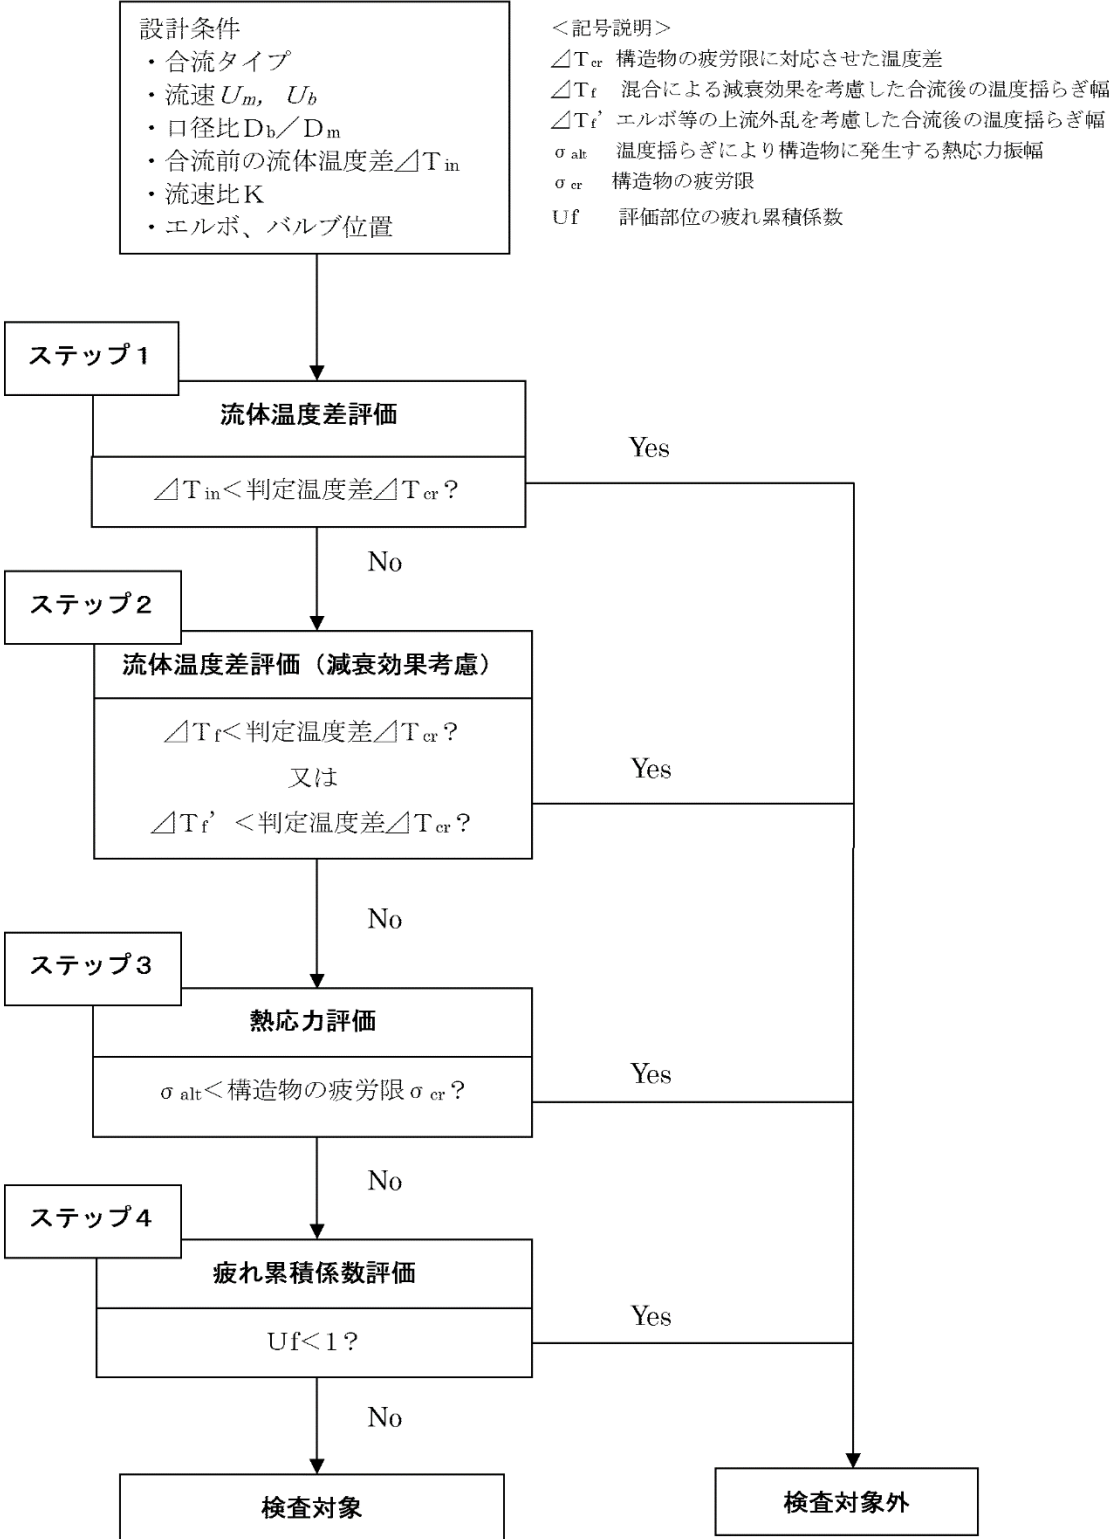 設計条件
・合流タイプ
・流速Um, Ub
・口径比Db／Dm
・合流前の流体温度差⊿Tin
・流速比K
・エルボ、バルブ位置
＜記号説明＞
⊿Tcr 構造物の疲労限に対応させた温度差
⊿Tf 混合による減衰効果を考慮した合流後の温度揺らぎ幅
⊿Tf’ エルボ等の上流外乱を考慮した合流後の温度揺らぎ幅
σalt 温度揺らぎにより構造物に発生する熱応力振幅
σcr 構造物の疲労限
Uf 評価部位の疲れ累積係数
ステップ１
流体温度差評価
⊿Tin＜判定温度差⊿Tcr？
Yes
No
ステップ２
流体温度差評価（減衰効果考慮）
⊿Tf＜判定温度差⊿Tcr？
又は
⊿Tf’＜判定温度差⊿Tcr？
Yes
No
ステップ３
熱応力評価
σalt＜構造物の疲労限σcr？
Yes
No
ステップ４
疲れ累積係数評価
Uf＜1？
Yes
No
検査対象
検査対象外